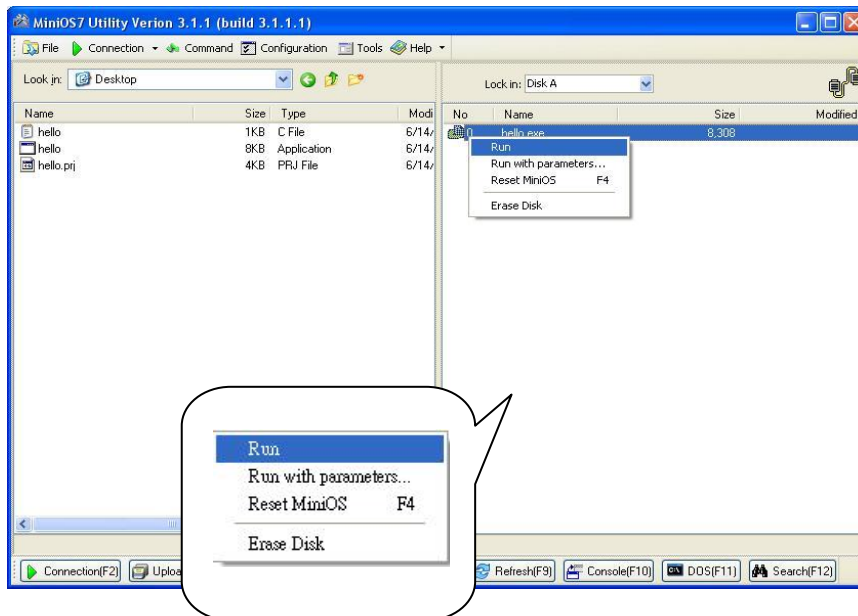 MiniOS7 Utility Verion 3.1.1 (build 3.1.1.1)
File Connection Command Configuration Tools Help
Look in: Desktop
Lock in: Disk A
Name Size Type Modi
hello 1KB C File 6/14/
hello 8KB Application 6/14/
hello.prj 4KB PRJ File 6/14/
No Name Size Modified
0 hello.exe 8,308
Run
Run with parameters...
Reset MiniOS F4
Erase Disk
Run
Run with parameters...
Reset MiniOS F4
Erase Disk
Connection(F2) Uploa Refresh(F9) Console(F10) DOS(F11) Search(F12)